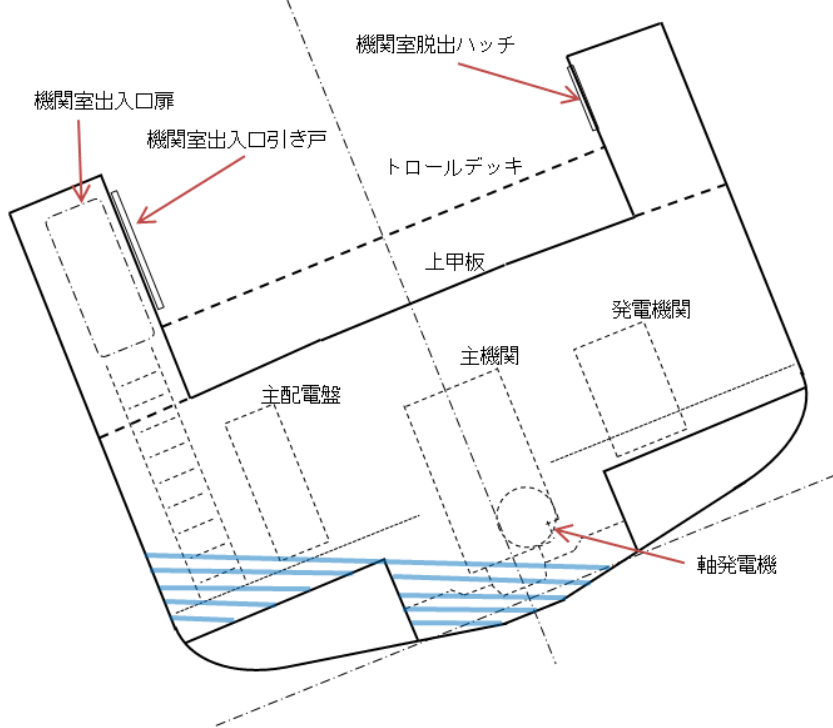 機関室脱出ハッチ
機関室出入口扉
機関室出入口引き戸
トロールデッキ
上甲板
発電機関
主機関
主配電盤
軸発電機